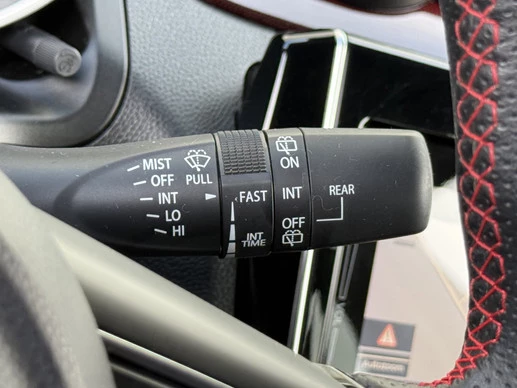 MIST
OFF PULL
INT
LO
HI
FAST
INT
TIME
ON
INT
OFF
REAR